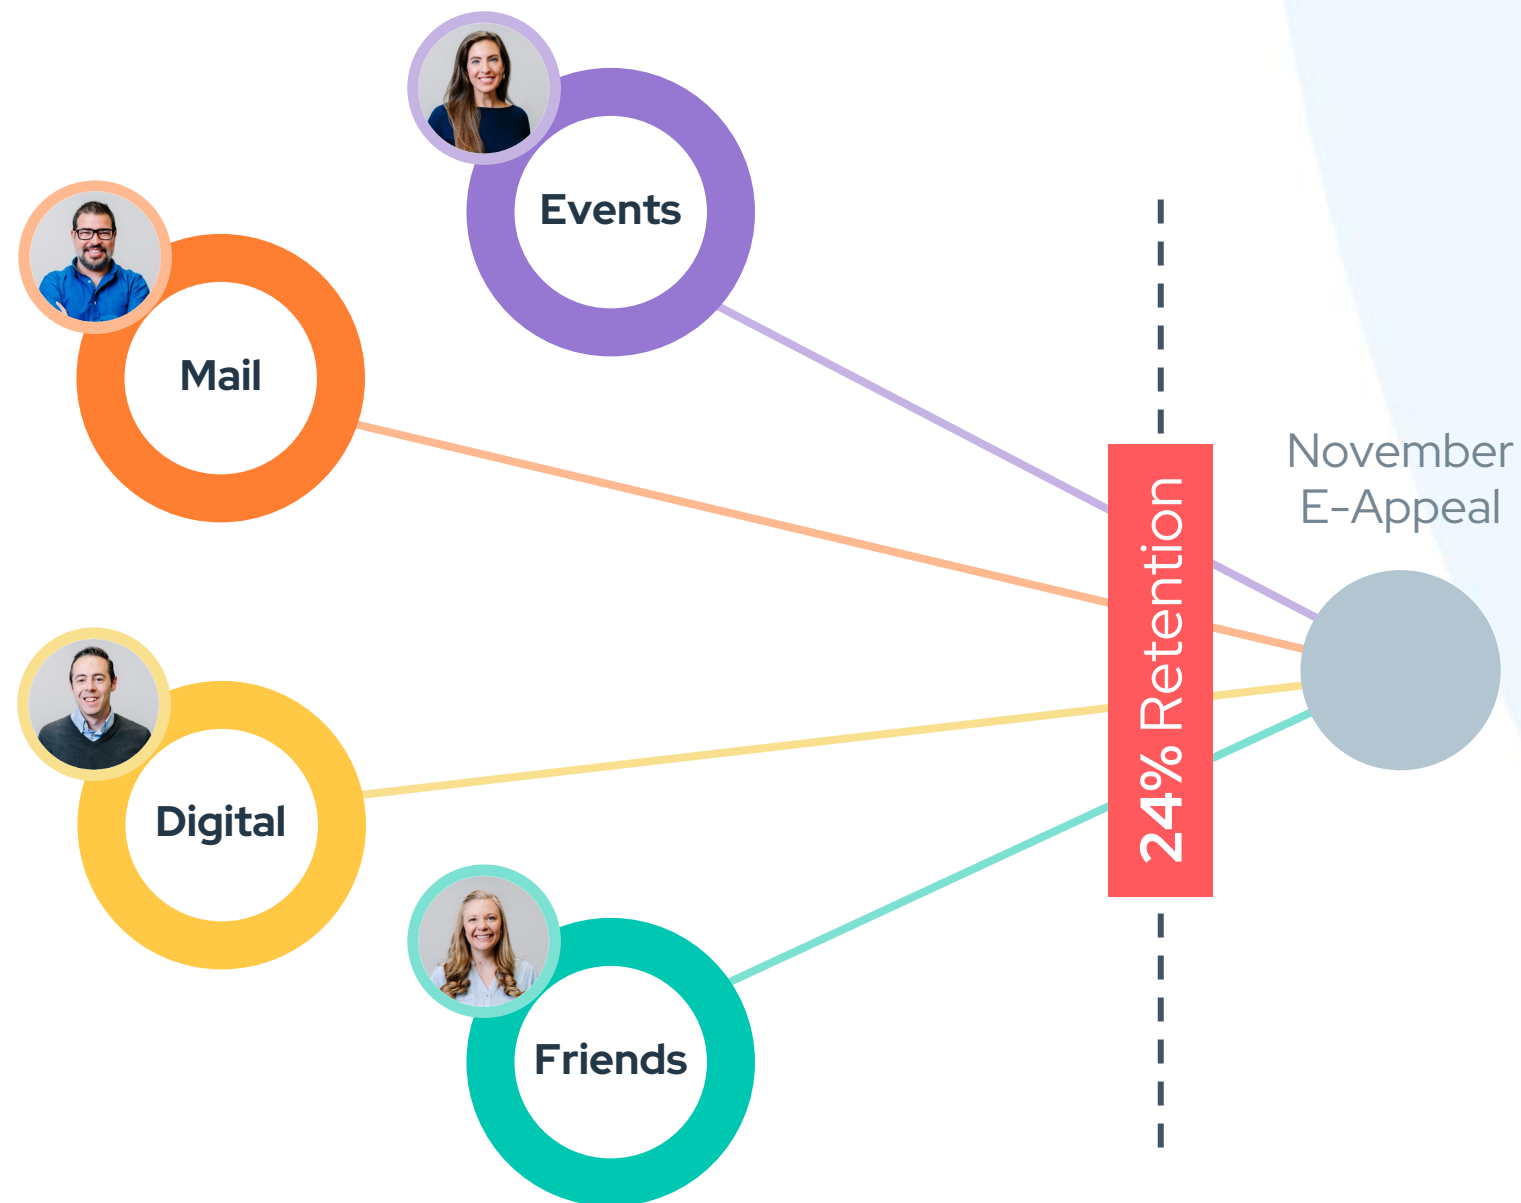 Events
Mail
November
E-Appeal
24% Retention
Digital
Friends